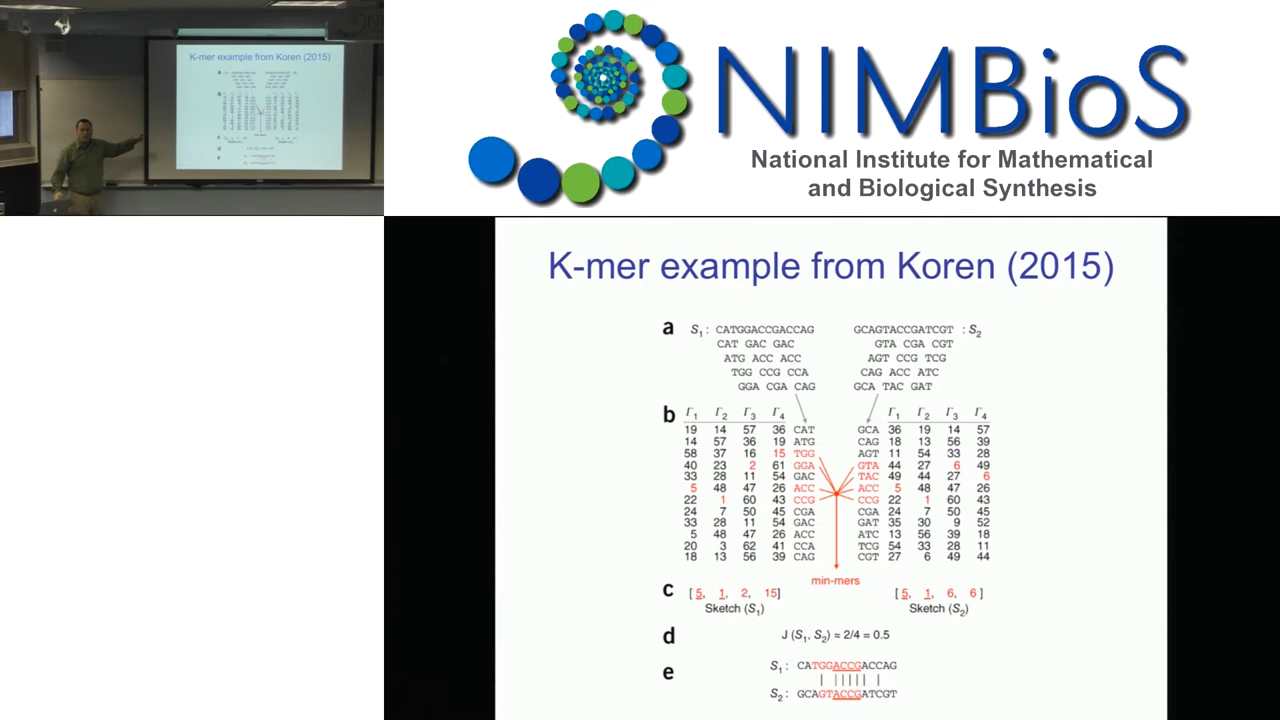 K-mer example from Koren (2015)
NIMBioS
National Institute for Mathematical
and Biological Synthesis
K-mer example from Koren (2015)
a S1: CATGGACCGACCAG GCAGTACCGATCGT :S2
CAT GAC GAC GTA CGA CGT
ATG ACC ACC AGT CCG TCG
TGG CCG CCA CAG ACC ATC
GGA CGA CAG GCA TAC GAT
b Γ1 Γ2 Γ3 Γ4 Γ1 Γ2 Γ3 Γ4
19 14 57 36 CAT GCA 36 19 14 57
14 57 36 19 ATG CAG 18 13 56 39
58 37 16 15 TGG AGT 11 54 33 28
40 23 2 61 GGA GTA 44 27 6 49
33 28 11 54 GAC TAC 49 44 27 6
5 48 47 26 ACC ACC 5 48 47 26
22 1 60 43 CCG CCG 22 1 60 43
24 7 50 45 CGA CGA 24 7 50 45
33 28 11 54 GAC GAT 35 30 9 52
5 48 47 26 ACC ATC 13 56 39 18
20 3 62 41 CCA TCG 54 33 28 11
18 13 56 39 CAG CGT 27 6 49 44
min-mers
c [ 5, 1, 2, 15] [ 5, 1, 6, 6 ]
Sketch (S1) Sketch (S2)
d J (S1, S2) ≈ 2/4 = 0.5
e S1: CATGGACCGACCAG
S2: GCAGTACCGATCGT